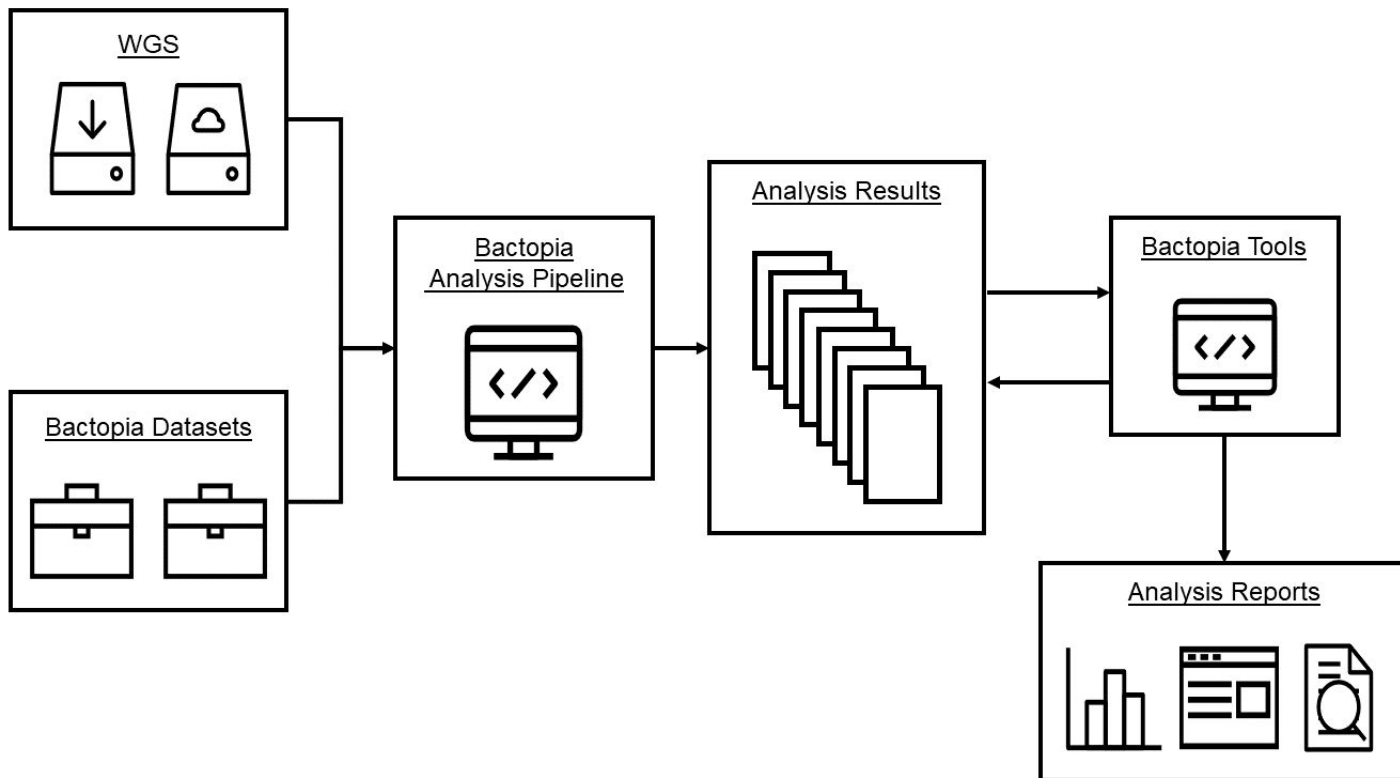 WGS
Bactopia Datasets
Bactopia
Analysis Pipeline
</>
Analysis Results
Bactopia Tools
</>
Analysis Reports